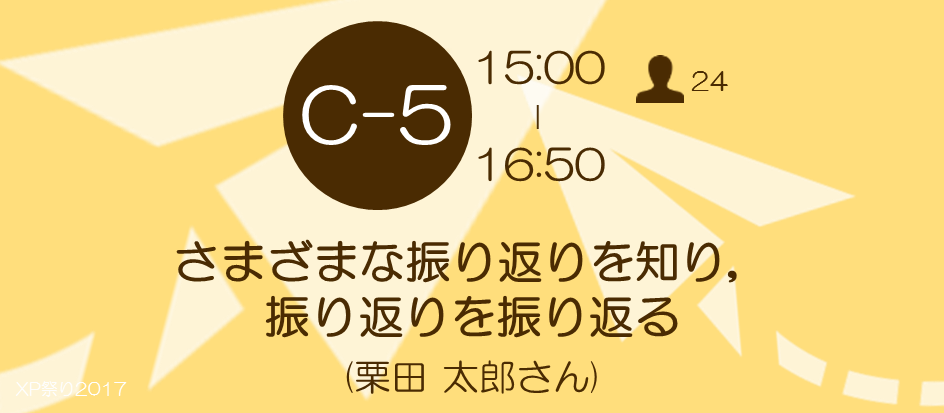 C-5
15:00
|
16:50
24
さまざまな振り返りを知り,
振り返りを振り返る
(栗田 太郎さん)
XP祭り2017